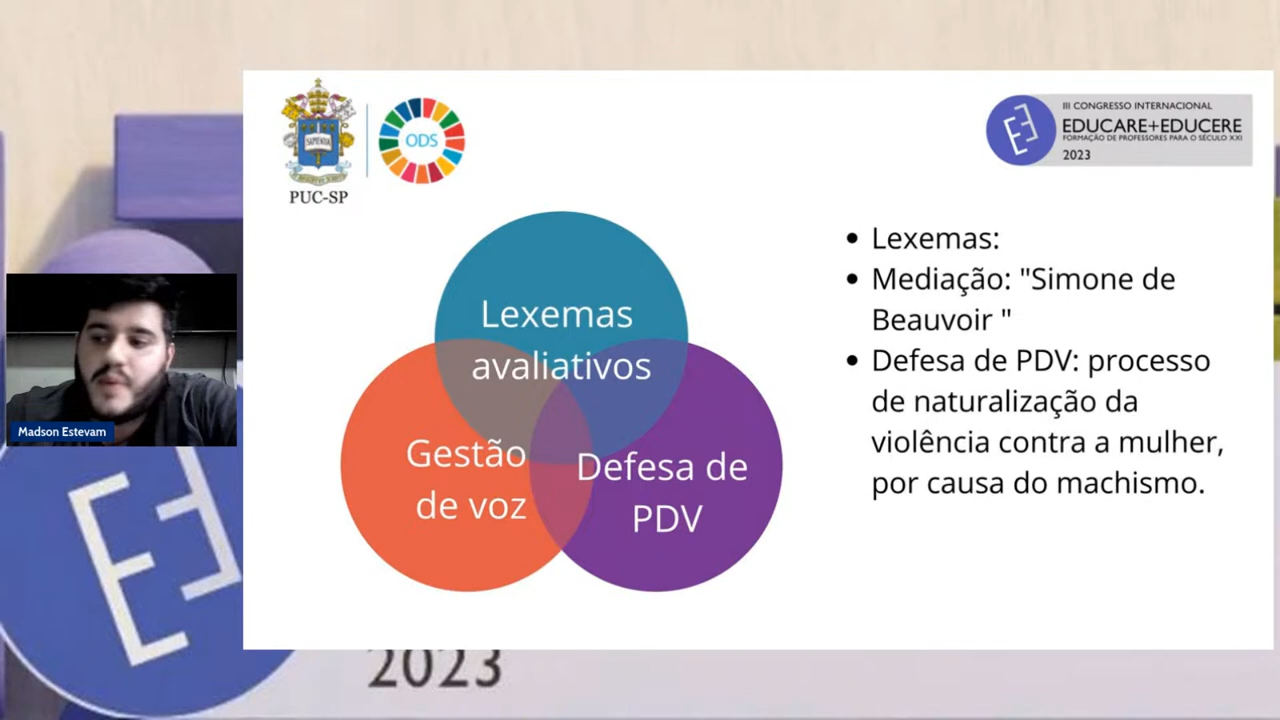 PUC-SP
SAPIENTIA
ODS
III CONGRESSO INTERNACIONAL
EDUCARE+EDUCERE
FORMAÇÃO DE PROFESSORES PARA O SÉCULO XXI
2023
Lexemas
avaliativos
Gestão
de voz
Defesa de
PDV
• Lexemas:
• Mediação: "Simone de
Beauvoir "
• Defesa de PDV: processo
de naturalização da
violência contra a mulher,
por causa do machismo.
Madson Estevam
2023